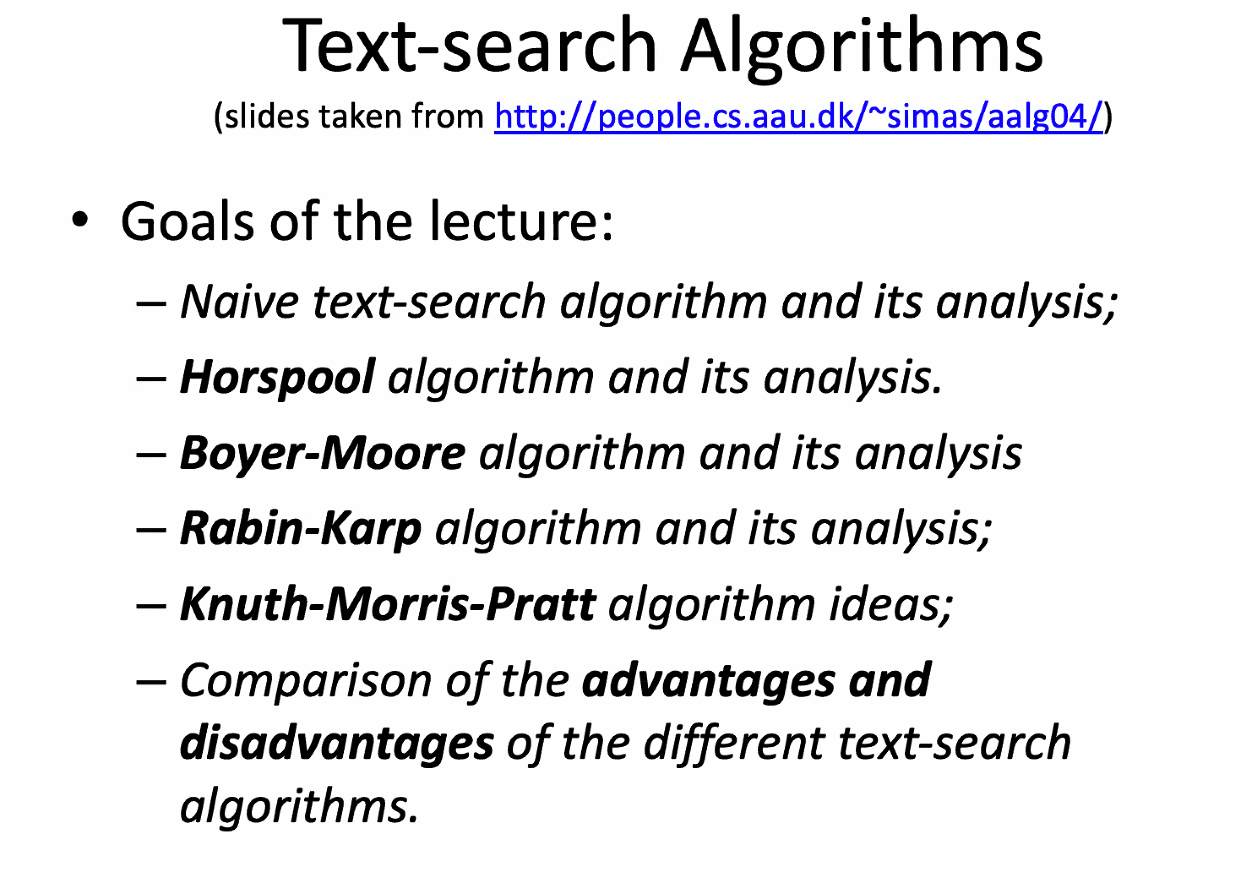 Text-search Algorithms
(slides taken from http://people.cs.aau.dk/~simas/aalg04/)
• Goals of the lecture:
– Naive text-search algorithm and its analysis;
– Horspool algorithm and its analysis.
– Boyer-Moore algorithm and its analysis
– Rabin-Karp algorithm and its analysis;
– Knuth-Morris-Pratt algorithm ideas;
– Comparison of the advantages and
disadvantages of the different text-search
algorithms.